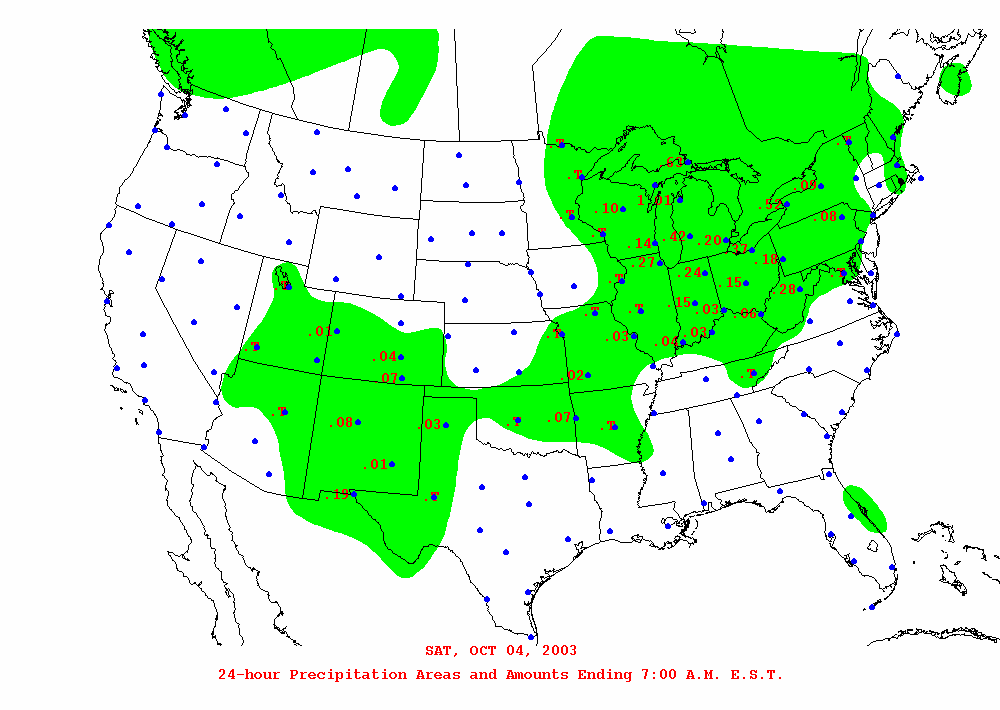 .T
.61
.T
.T
.09
1.01
.10
.T
.52
.08
.T
.14
.42
.20
.37
.27
.18
.T
.24
.T
.15
.28
.T
.15
.03
.06
.T
.T
.01
.T
.03
.03
.04
.T
.04
.07
.02
.T
.T
.08
.03
.T
.07
.T
.01
.19
.T
SAT, OCT 04, 2003
24-hour Precipitation Areas and Amounts Ending 7:00 A.M. E.S.T.